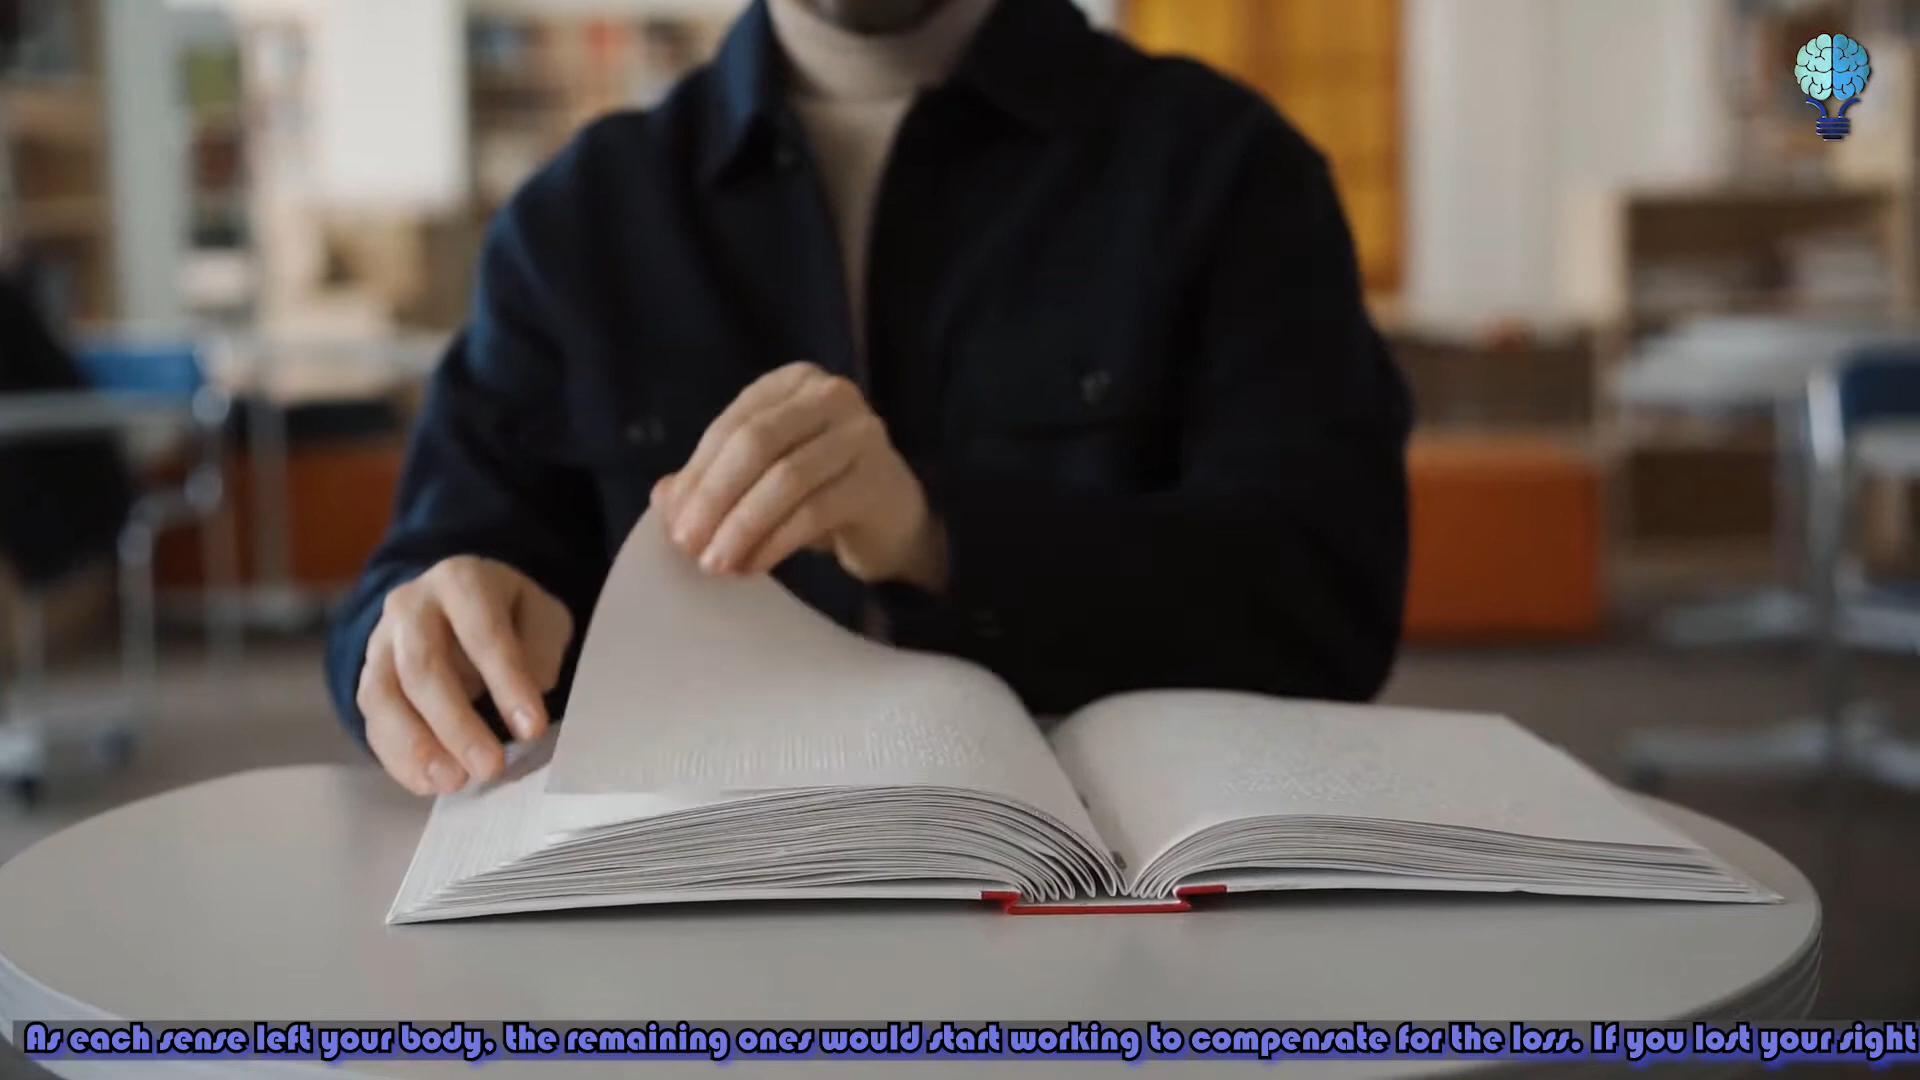 As each sense left your body, the remaining ones would start working to compensate for the loss. If you lost your sight